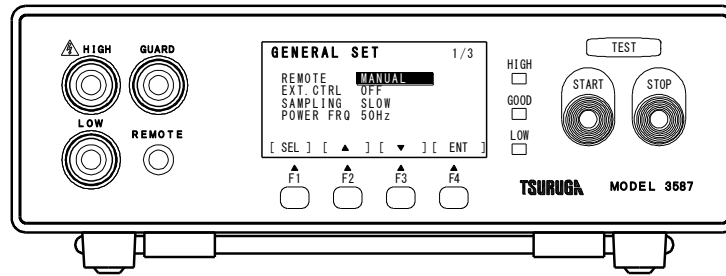 HIGH GUARD
LOW
REMOTE
GENERAL SET 1/3
REMOTE MANUAL
EXT.CTRL OFF
SAMPLING SLOW
POWER FRQ 50Hz
[ SEL ] [ ▲ ] [ ▼ ] [ ENT ]
F1 F2 F3 F4
HIGH
GOOD
LOW
TEST
START STOP
TSURUGA MODEL 3587